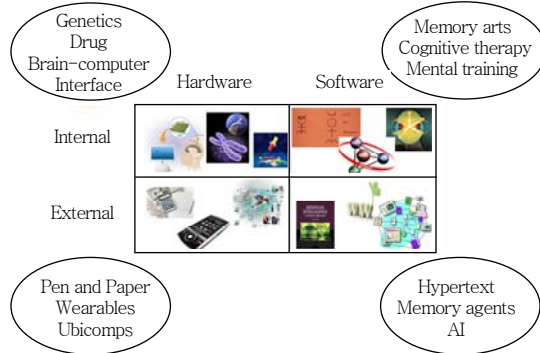 Genetics
Drug
Brain-computer
Interface
Memory arts
Cognitive therapy
Mental training
Hardware
Software
Internal
External
Pen and Paper
Wearables
Ubicomps
Hypertext
Memory agents
AI